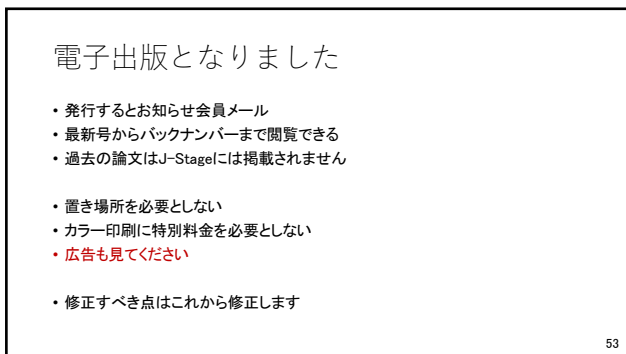 電子出版となりました
• 発行するとお知らせ会員メール
• 最新号からバックナンバーまで閲覧できる
• 過去の論文はJ-Stageには掲載されません
• 置き場所を必要としない
• カラー印刷に特別料金を必要としない
• 広告も見てください
• 修正すべき点はこれから修正します
53